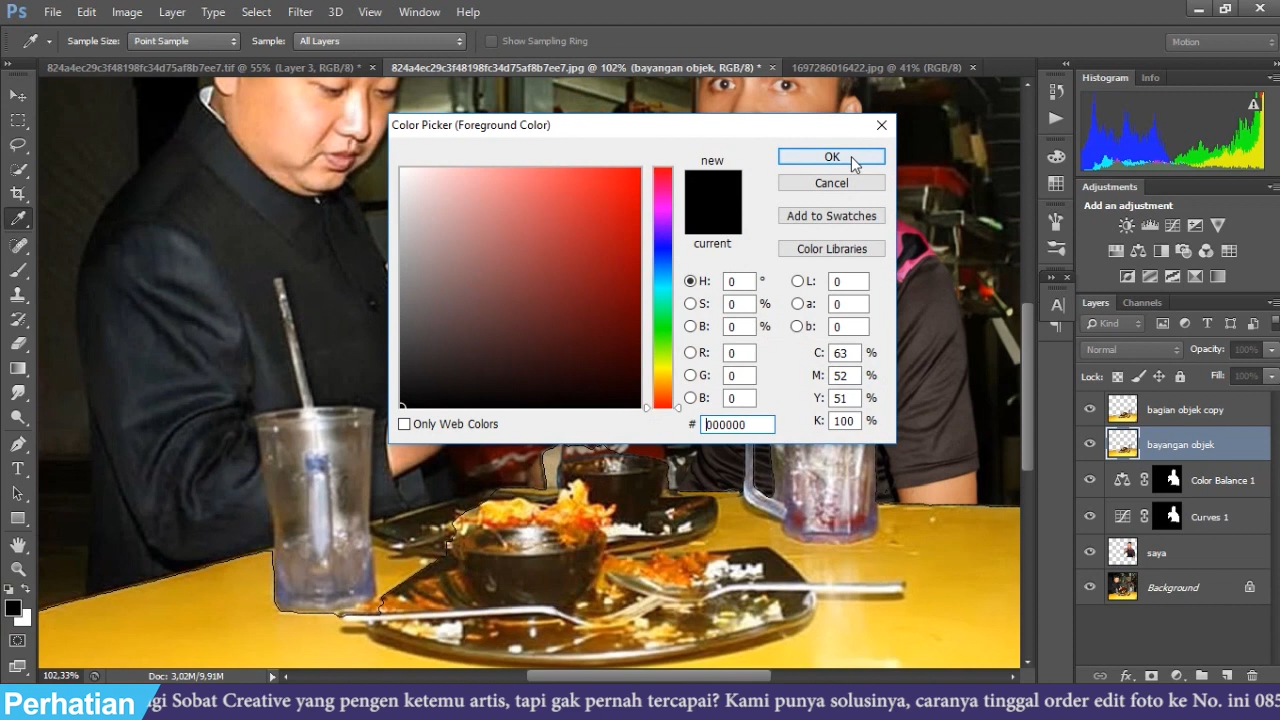 Ps File Edit Image Layer Type Select Filter 3D View Window Help
Sample Size: Point Sample Sample: All Layers Show Sampling Ring Motion
824a4ec29c3f48198fc34d75af8b7ee7.tif @ 55% (Layer 3, RGB/8) *
824a4ec29c3f48198fc34d75af8b7ee7.jpg @ 102% (bayangan objek, RGB/8) *
1697286016422.jpg @ 41% (RGB/8)
Color Picker (Foreground Color)
new
current
OK
Cancel
Add to Swatches
Color Libraries
H: 0 °
S: 0 %
B: 0 %
R: 0
G: 0
B: 0
# 000000
L: 0
a: 0
b: 0
C: 63 %
M: 52 %
Y: 51 %
K: 100 %
Only Web Colors
Histogram Info
Adjustments
Add an adjustment
Layers Channels
Kind
Normal Opacity: 100%
Lock: Fill: 100%
bagian objek copy
bayangan objek
Color Balance 1
Curves 1
saya
Background
102,33% Doc: 3,02M/9,91M
Perhatian
gi Sobat Creative yang pengen ketemu artis, tapi gak pernah tercapai? Kami punya solusinya, caranya tinggal order edit foto ke No. ini 085